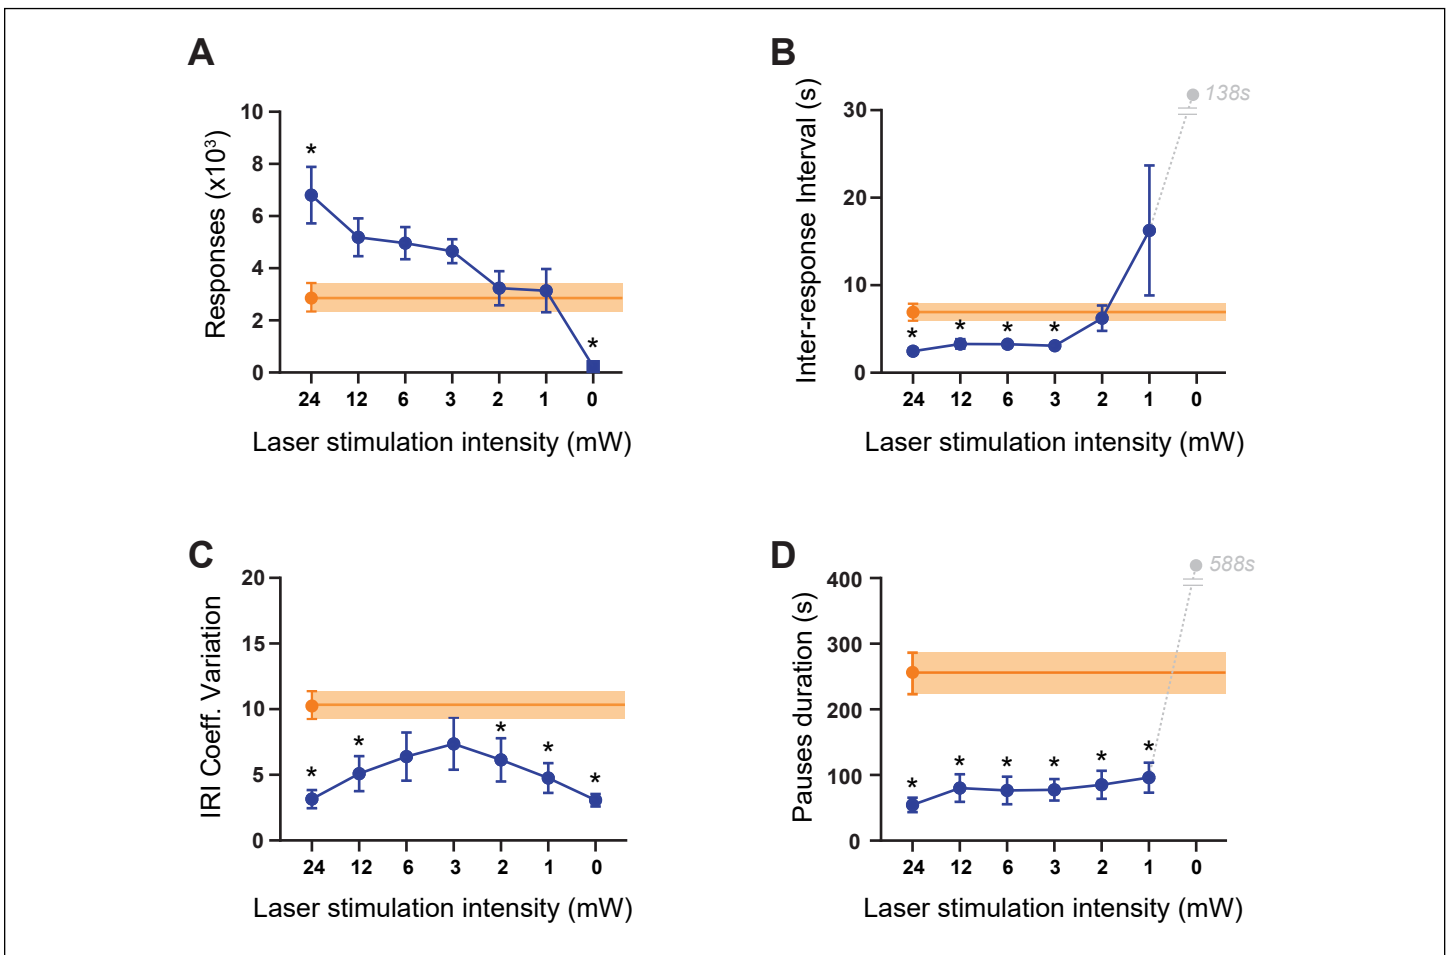 A
Responses (x10³)
10
8
6
4
2
0
*
*
24 12 6 3 2 1 0
Laser stimulation intensity (mW)
B
Inter-response Interval (s)
30
20
10
0
138s
* * * *
24 12 6 3 2 1 0
Laser stimulation intensity (mW)
C
IRI Coeff. Variation
20
15
10
5
0
* * * * *
24 12 6 3 2 1 0
Laser stimulation intensity (mW)
D
Pauses duration (s)
400
300
200
100
0
588s
* * * * * *
24 12 6 3 2 1 0
Laser stimulation intensity (mW)